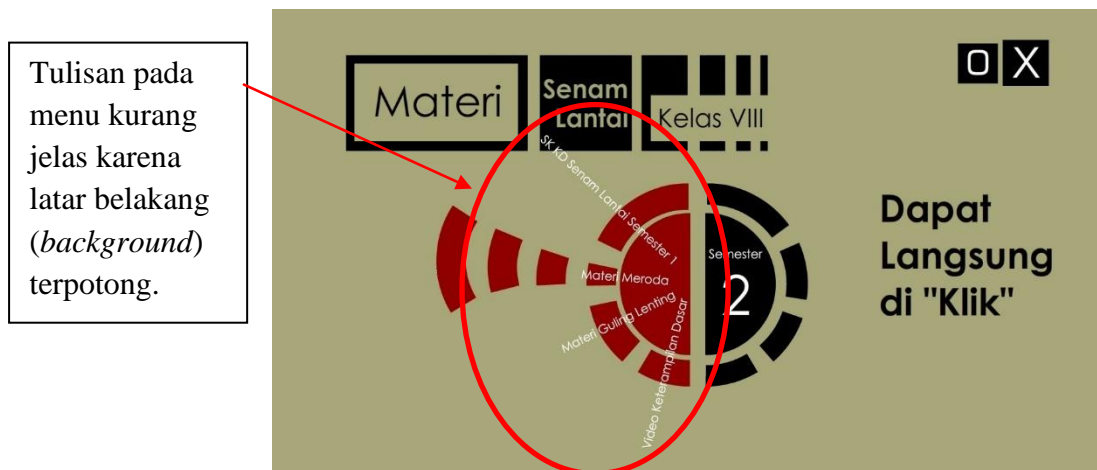 Tulisan pada
menu kurang
jelas karena
latar belakang
(background)
terpotong.
Materi
Senam
Lantai
Kelas VIII
O X
SK KD Senam Lantai Semester 1
Materi Meroda
Materi Guling Lenting
Video Keterampilan Dasar
Semester
2
Dapat
Langsung
di "Klik"